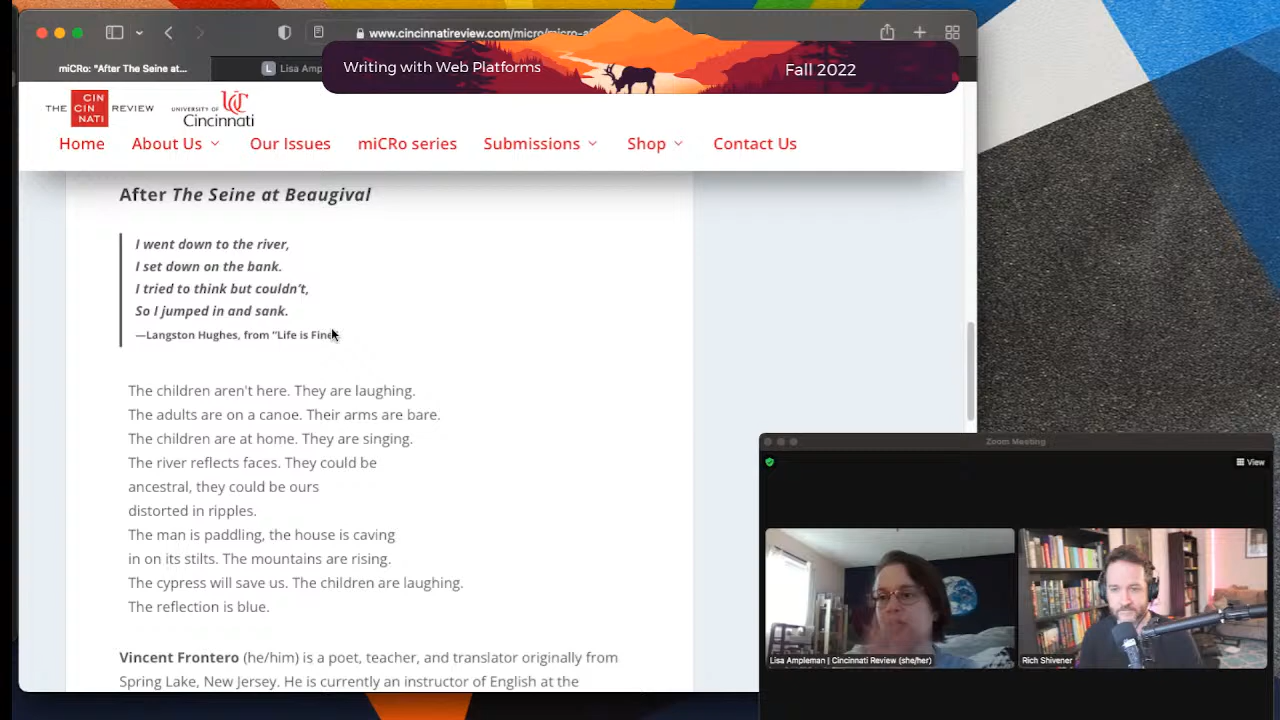 www.cincinnatireview.com/micro/micro-af
Writing with Web Platforms
Fall 2022
miCRo: "After The Seine at...
L Lisa Amp
THE CIN CIN NATI REVIEW
UNIVERSITY OF Cincinnati
Home About Us Our Issues miCRo series Submissions Shop Contact Us
After The Seine at Beaugival
I went down to the river,
I set down on the bank.
I tried to think but couldn't,
So I jumped in and sank.
—Langston Hughes, from "Life is Fine
The children aren't here. They are laughing.
The adults are on a canoe. Their arms are bare.
The children are at home. They are singing.
The river reflects faces. They could be
ancestral, they could be ours
distorted in ripples.
The man is paddling, the house is caving
in on its stilts. The mountains are rising.
The cypress will save us. The children are laughing.
The reflection is blue.
Vincent Frontero (he/him) is a poet, teacher, and translator originally from
Spring Lake, New Jersey. He is currently an instructor of English at the
Zoom Meeting
View
Lisa Ampleman | Cincinnati Review (she/her)
Rich Shivener